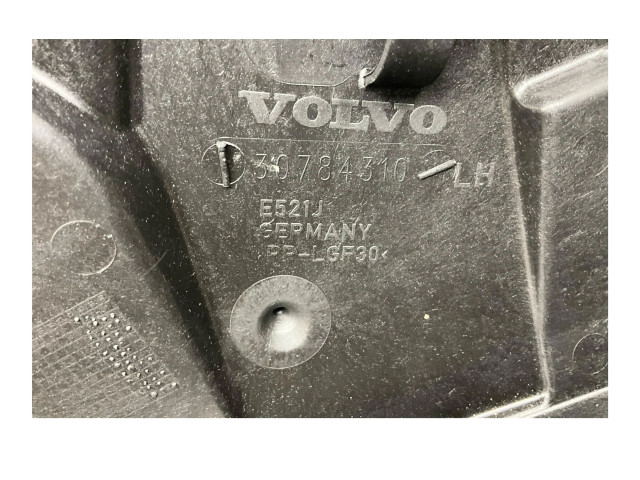 VOLVO
30784310 LH
E521J
GERMANY
PP-LGF30<